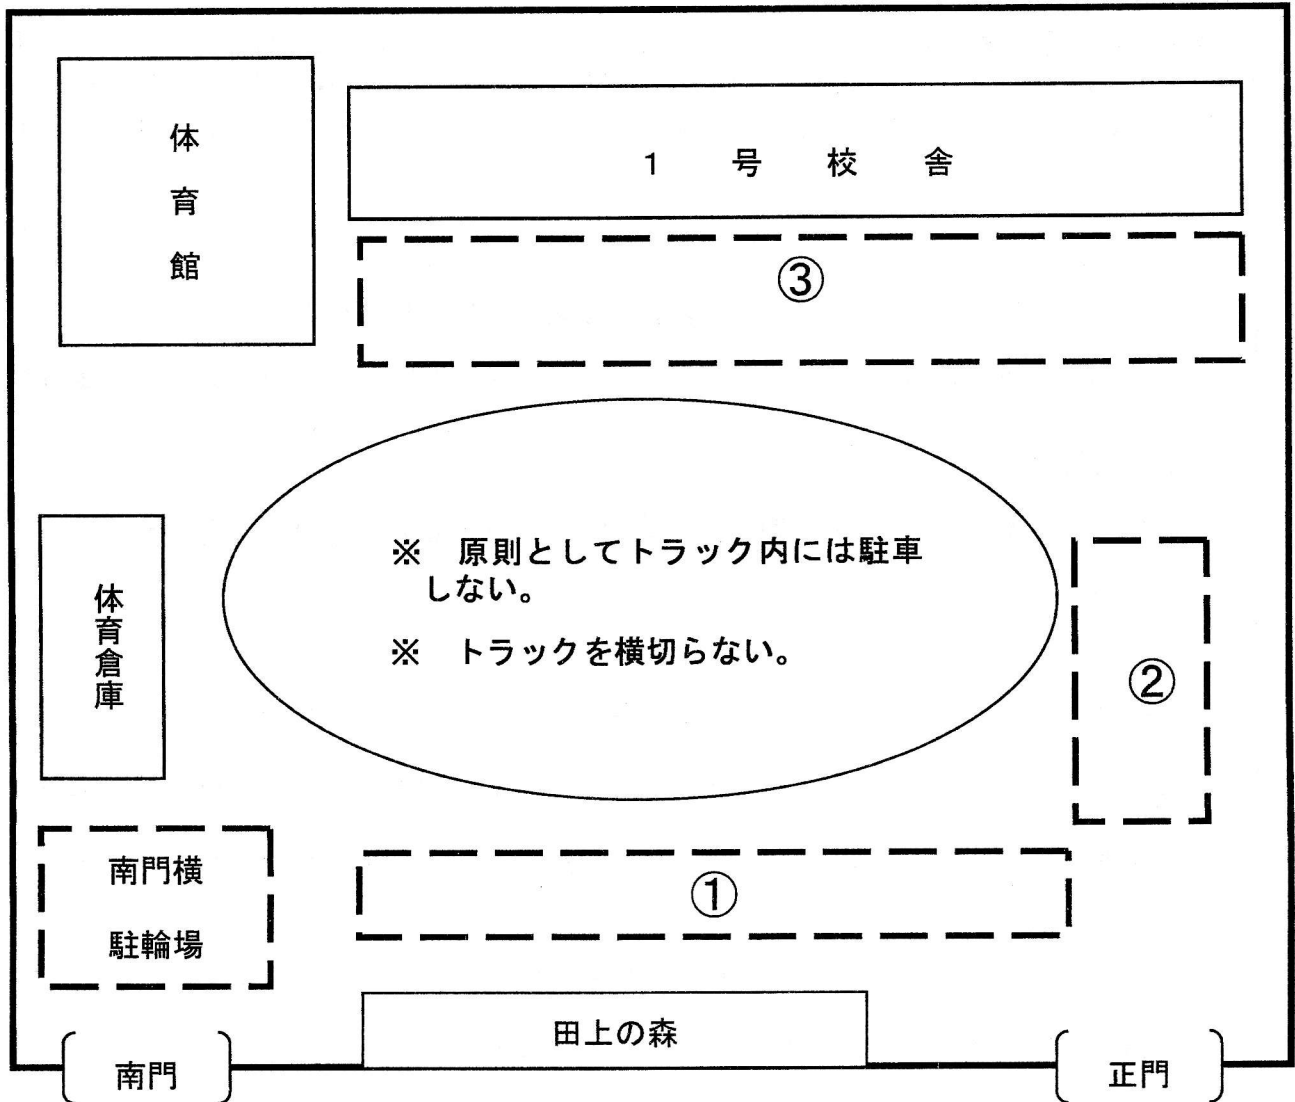 体育館
1号校舎
③
※　原則としてトラック内には駐車
しない。
※　トラックを横切らない。
体育倉庫
②
南門横
駐輪場
①
田上の森
南門
正門